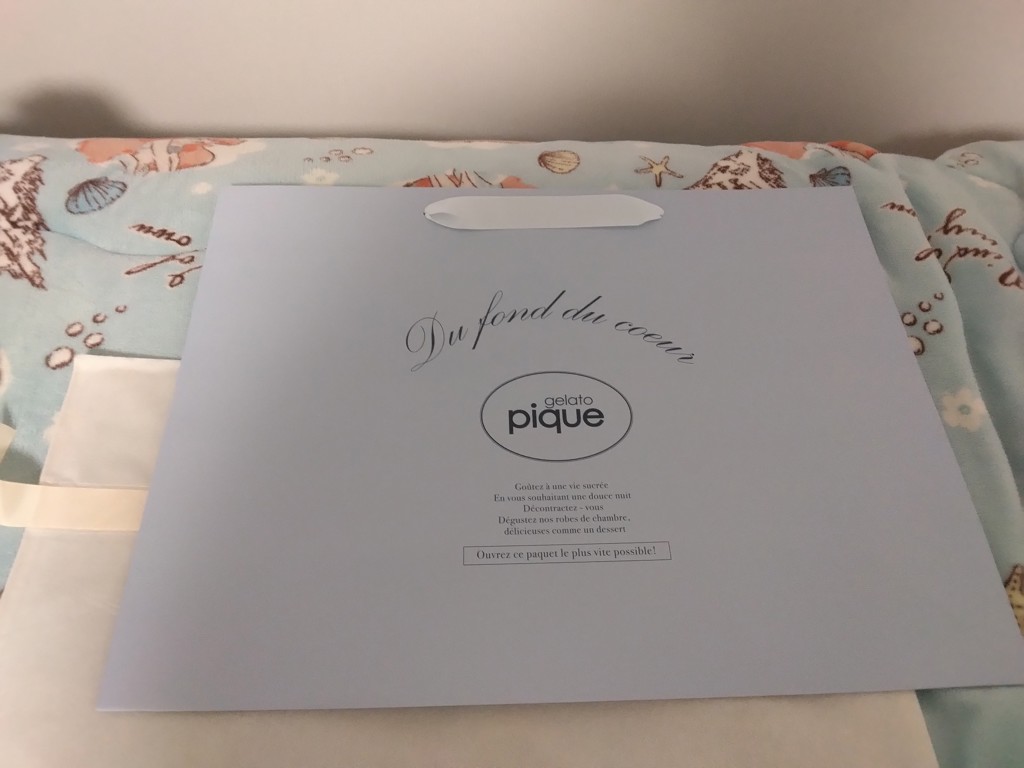 Du fond du coeur
gelato
pique
Goûtez à une vie sucrée
En vous souhaitant une douce nuit
Décontractez - vous
Dégustez nos robes de chambre,
délicieuses comme un dessert
Ouvrez ce paquet le plus vite possible!